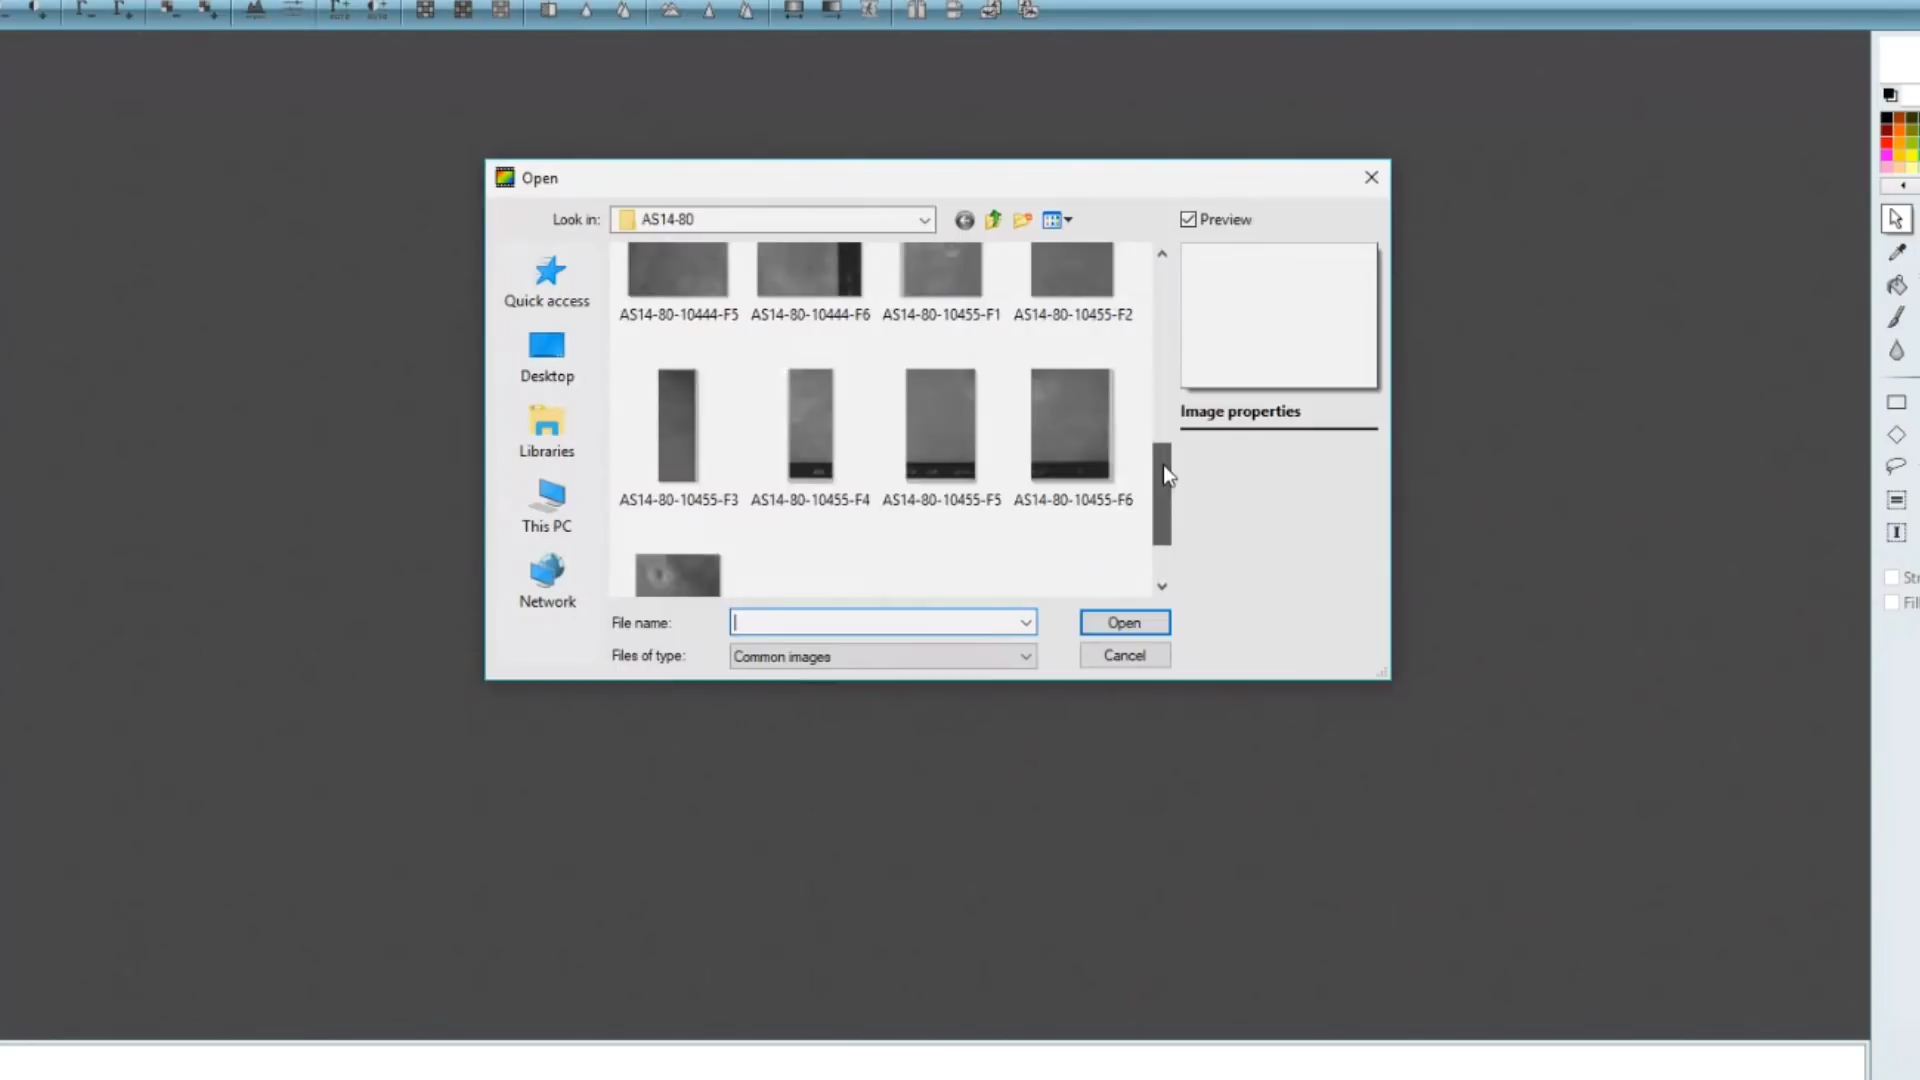 Open
Look in: AS14-80
Preview
Quick access
Desktop
Libraries
This PC
Network
AS14-80-10444-F5 AS14-80-10444-F6 AS14-80-10455-F1 AS14-80-10455-F2
AS14-80-10455-F3 AS14-80-10455-F4 AS14-80-10455-F5 AS14-80-10455-F6
Image properties
File name:
Open
Files of type: Common images
Cancel